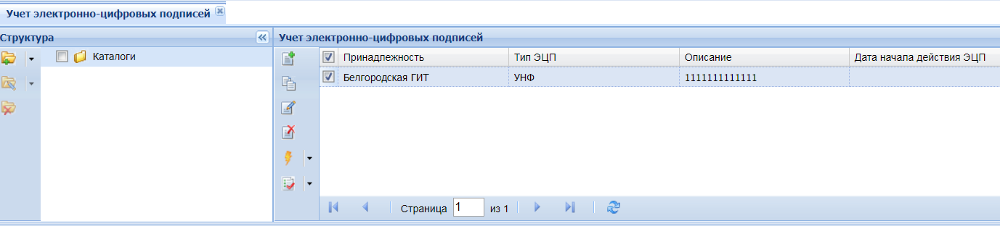 Учет электронно-цифровых подписей
Структура
Каталоги
Учет электронно-цифровых подписей
Принадлежность Тип ЭЦП Описание Дата начала действия ЭЦП
Белгородская ГИТ УНФ 1111111111111
Страница 1 из 1